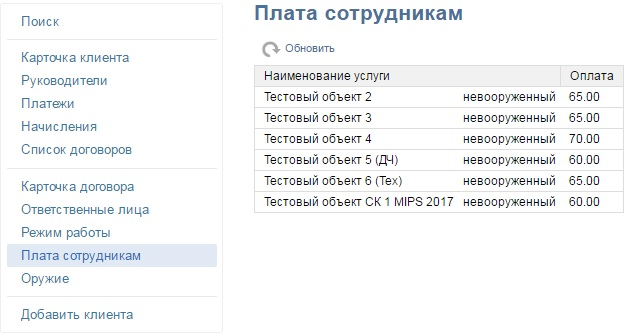 Поиск
Карточка клиента
Руководители
Платежи
Начисления
Список договоров
Карточка договора
Ответственные лица
Режим работы
Плата сотрудникам
Оружие
Добавить клиента
Плата сотрудникам
Обновить
Наименование услуги Оплата
Тестовый объект 2 невооруженный 65.00
Тестовый объект 3 невооруженный 65.00
Тестовый объект 4 невооруженный 70.00
Тестовый объект 5 (ДЧ) невооруженный 60.00
Тестовый объект 6 (Тех) невооруженный 65.00
Тестовый объект СК 1 MIPS 2017 невооруженный 60.00